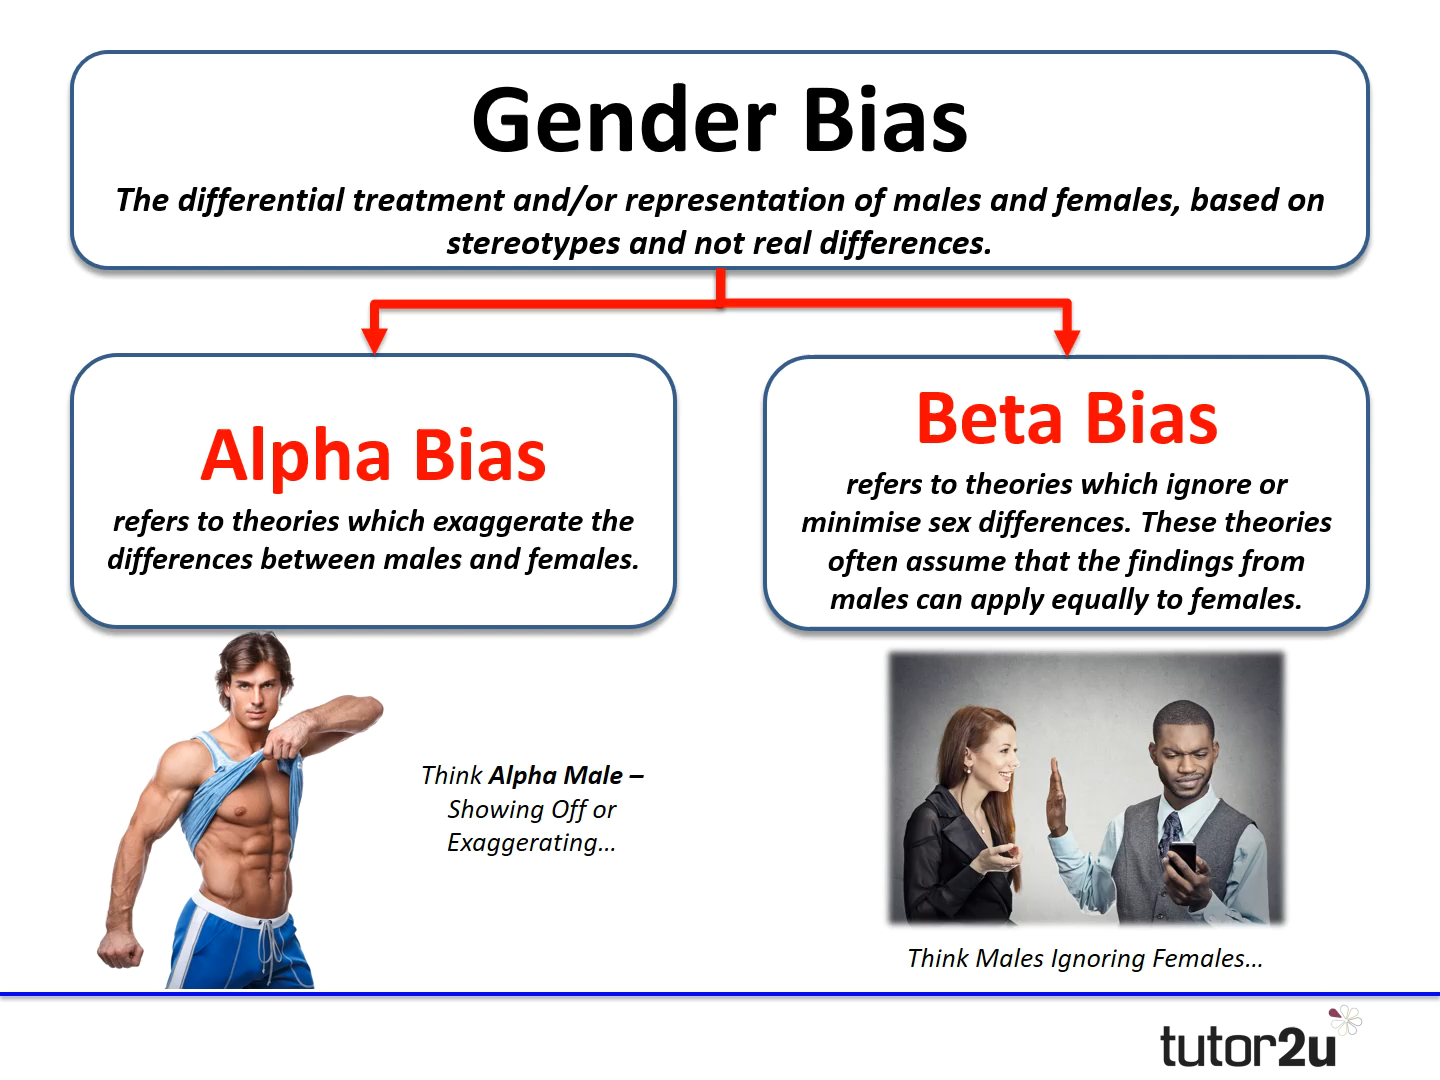 Gender Bias
The differential treatment and/or representation of males and females, based on
stereotypes and not real differences.
Alpha Bias
refers to theories which exaggerate the
differences between males and females.
Beta Bias
refers to theories which ignore or
minimise sex differences. These theories
often assume that the findings from
males can apply equally to females.
Think Alpha Male –
Showing Off or
Exaggerating…
Think Males Ignoring Females…
tutor2u